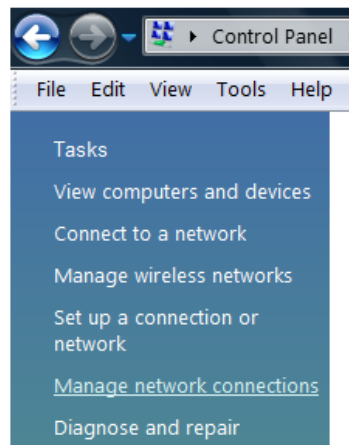 Control Panel
File Edit View Tools Help
Tasks
View computers and devices
Connect to a network
Manage wireless networks
Set up a connection or
network
Manage network connections
Diagnose and repair